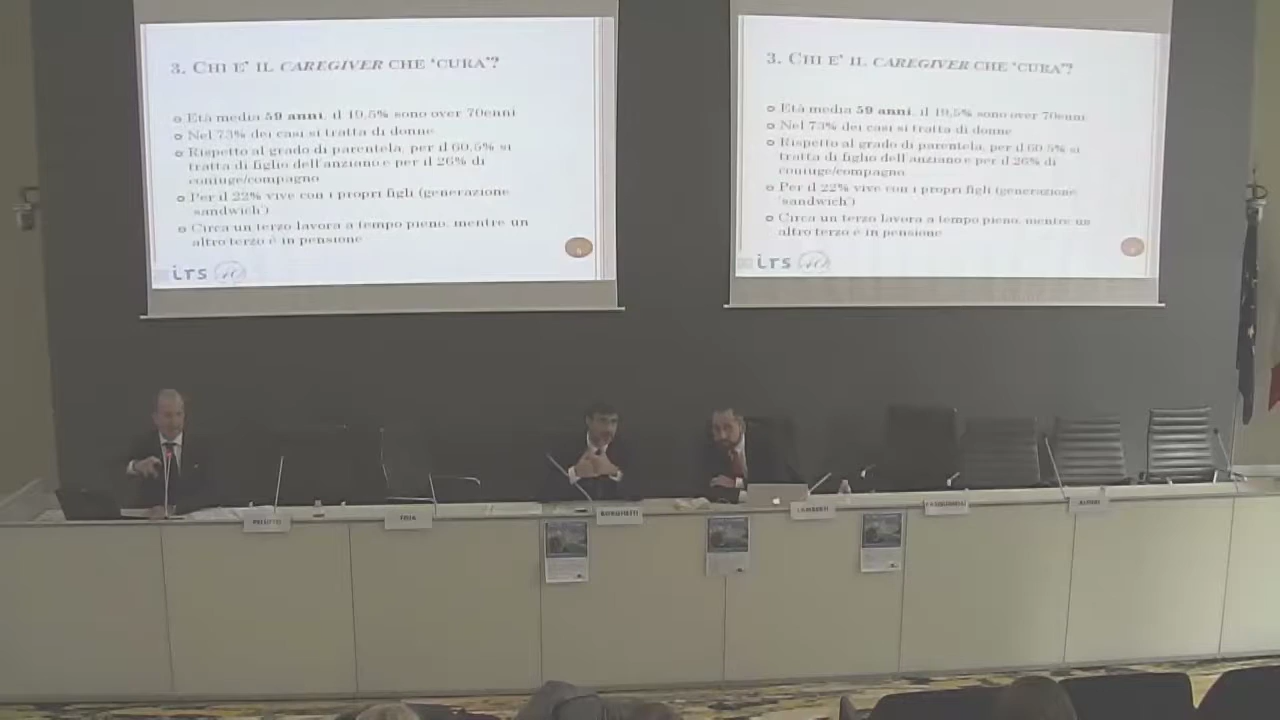 3. CHI E' IL CAREGIVER CHE 'CURA'?
Età media 59 anni, il 19,5% sono over 70enni
Nel 73% dei casi si tratta di donne
Rispetto al grado di parentela, per il 60,5% si
tratta di figlio dell'anziano e per il 26% di
coniuge/compagno
Per il 22% vive con i propri figli (generazione
'sandwich')
Circa un terzo lavora a tempo pieno, mentre un
altro terzo è in pensione
irs
3. CHI E' IL CAREGIVER CHE 'CURA'?
Età media 59 anni, il 19,5% sono over 70enni
Nel 73% dei casi si tratta di donne
Rispetto al grado di parentela, per il 60,5% si
tratta di figlio dell'anziano e per il 26% di
coniuge/compagno
Per il 22% vive con i propri figli (generazione
'sandwich')
Circa un terzo lavora a tempo pieno, mentre un
altro terzo è in pensione
irs
BORGHETTI
LAMBERTI